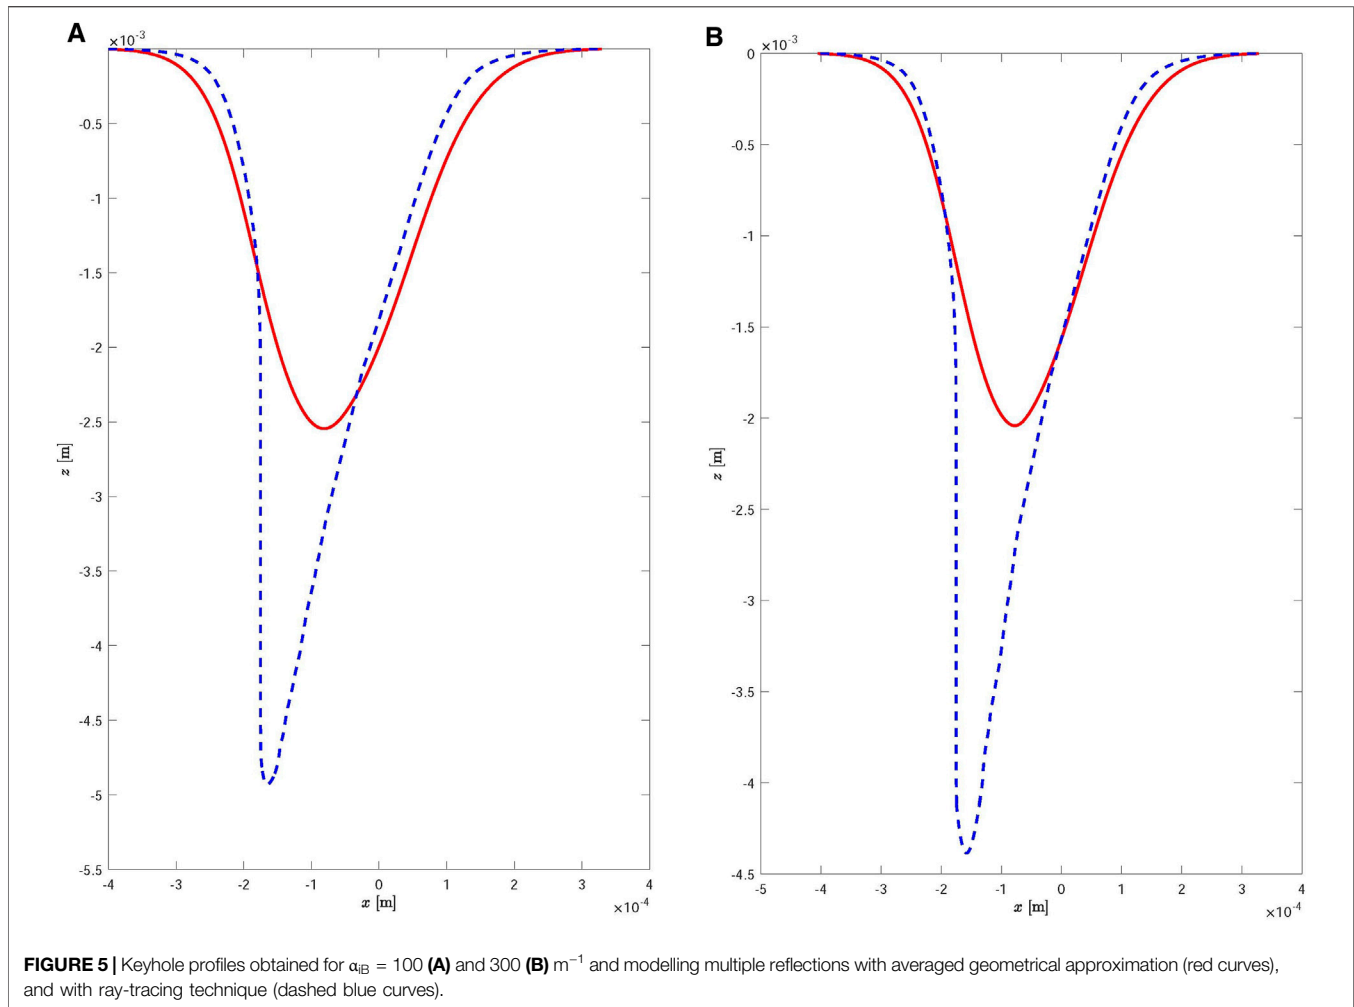 A
×10⁻³
-0.5
-1
-1.5
-2
-2.5
-3
-3.5
-4
-4.5
-5
-5.5
z [m]
-4 -3 -2 -1 0 1 2 3 4
x [m]
×10⁻⁴
B
×10⁻³
0
-0.5
-1
-1.5
-2
-2.5
-3
-3.5
-4
-4.5
z [m]
-5 -4 -3 -2 -1 0 1 2 3 4
x [m]
×10⁻⁴
FIGURE 5 | Keyhole profiles obtained for αiB = 100 (A) and 300 (B) m⁻¹ and modelling multiple reflections with averaged geometrical approximation (red curves),
and with ray-tracing technique (dashed blue curves).